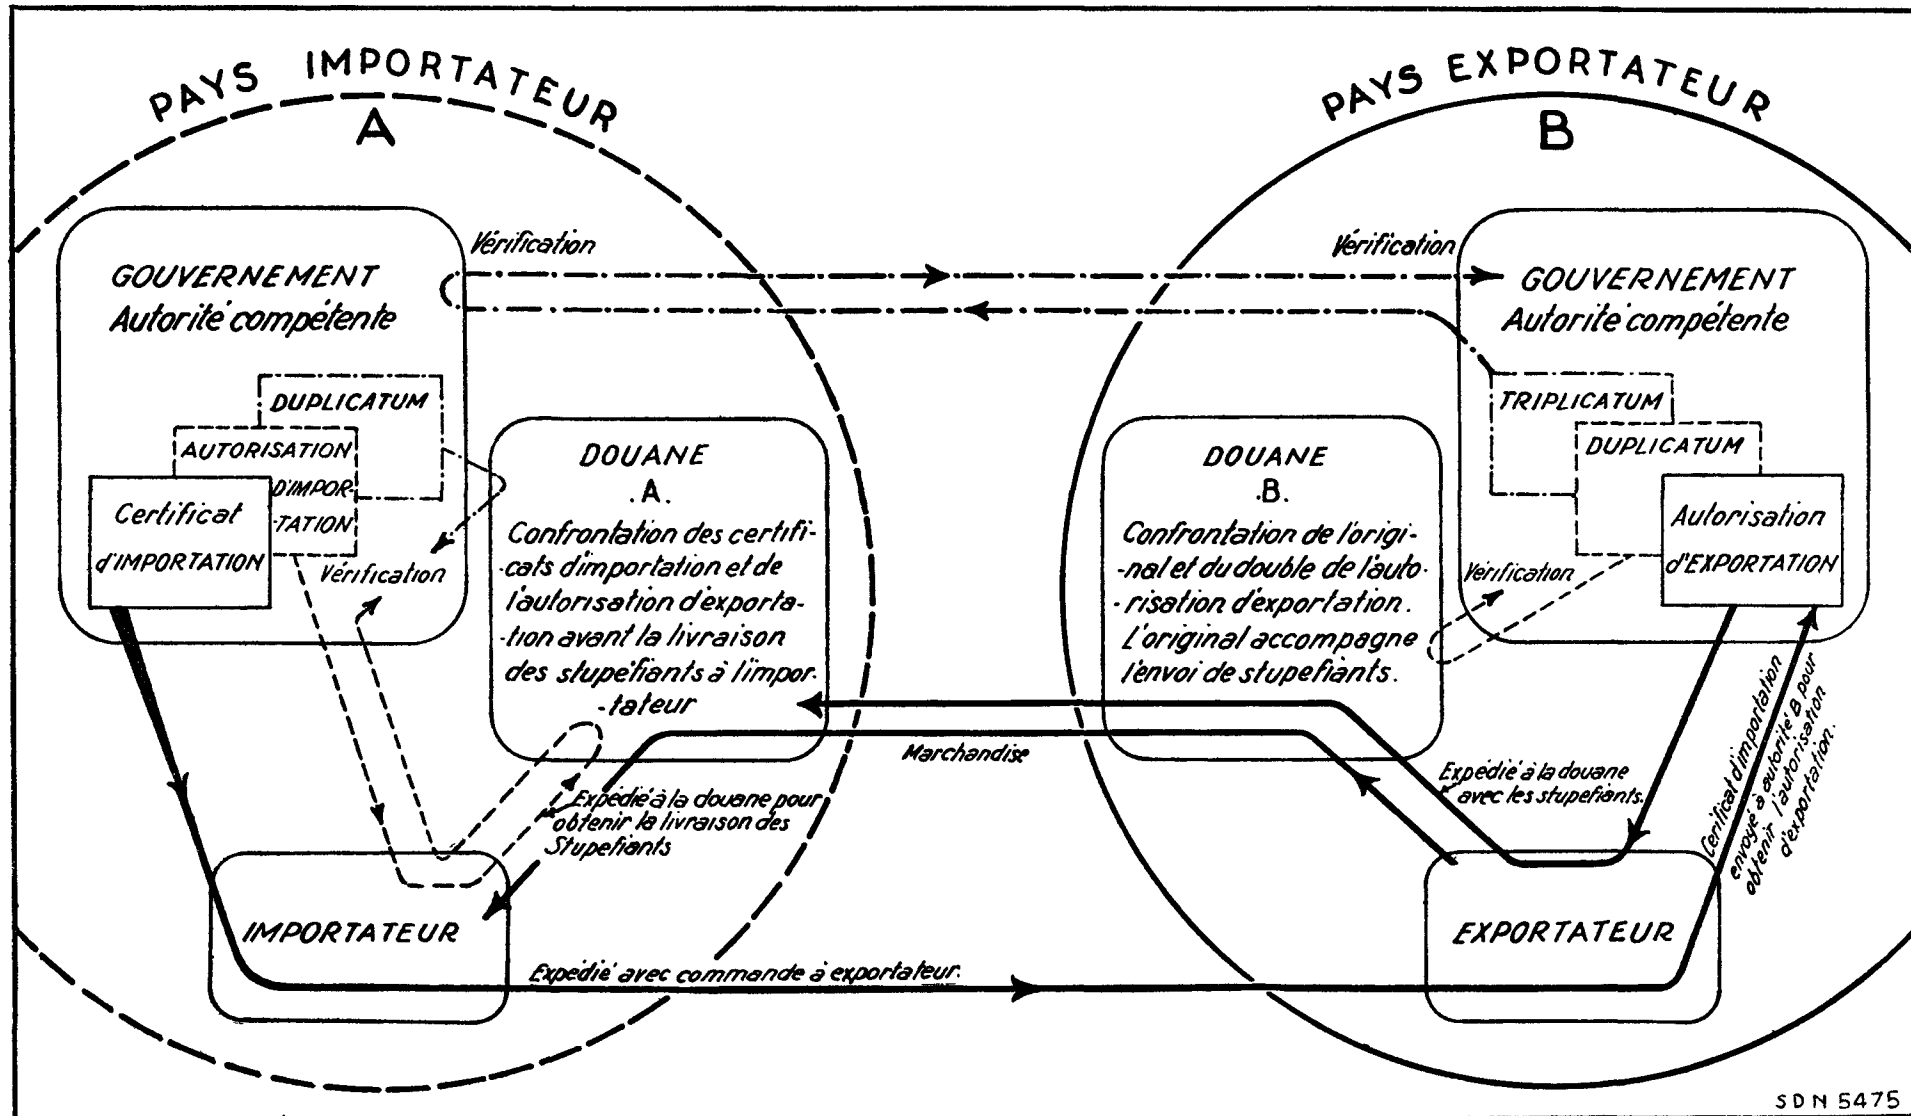 PAYS IMPORTATEUR
A
GOUVERNEMENT
Autorité compétente
Vérification
DUPLICATUM
AUTORISATION
D'IMPOR-
-TATION
Certificat
d'IMPORTATION
Vérification
DOUANE
.A.
Confrontation des certifi-
-cats d'importation et de
l'autorisation d'exporta-
-tion avant la livraison
des stupéfiants à l'impor-
-tateur
Expédié à la douane pour
obtenir la livraison des
Stupefiants
IMPORTATEUR
Expédié avec commande à exportateur.
Marchandise
PAYS EXPORTATEUR
B
Vérification
GOUVERNEMENT
Autorité compétente
TRIPLICATUM
DUPLICATUM
Autorisation
d'EXPORTATION
Vérification
DOUANE
.B.
Confrontation de l'origi-
-nal et du double de l'auto-
-risation d'exportation.
L'original accompagne
l'envoi de stupefiants.
Expédié à la douane
avec les stupefiants.
Cerificat d'importation
envoyé à autorité B pour
obtenir l'autorisation
d'exportation.
EXPORTATEUR
SDN 5475